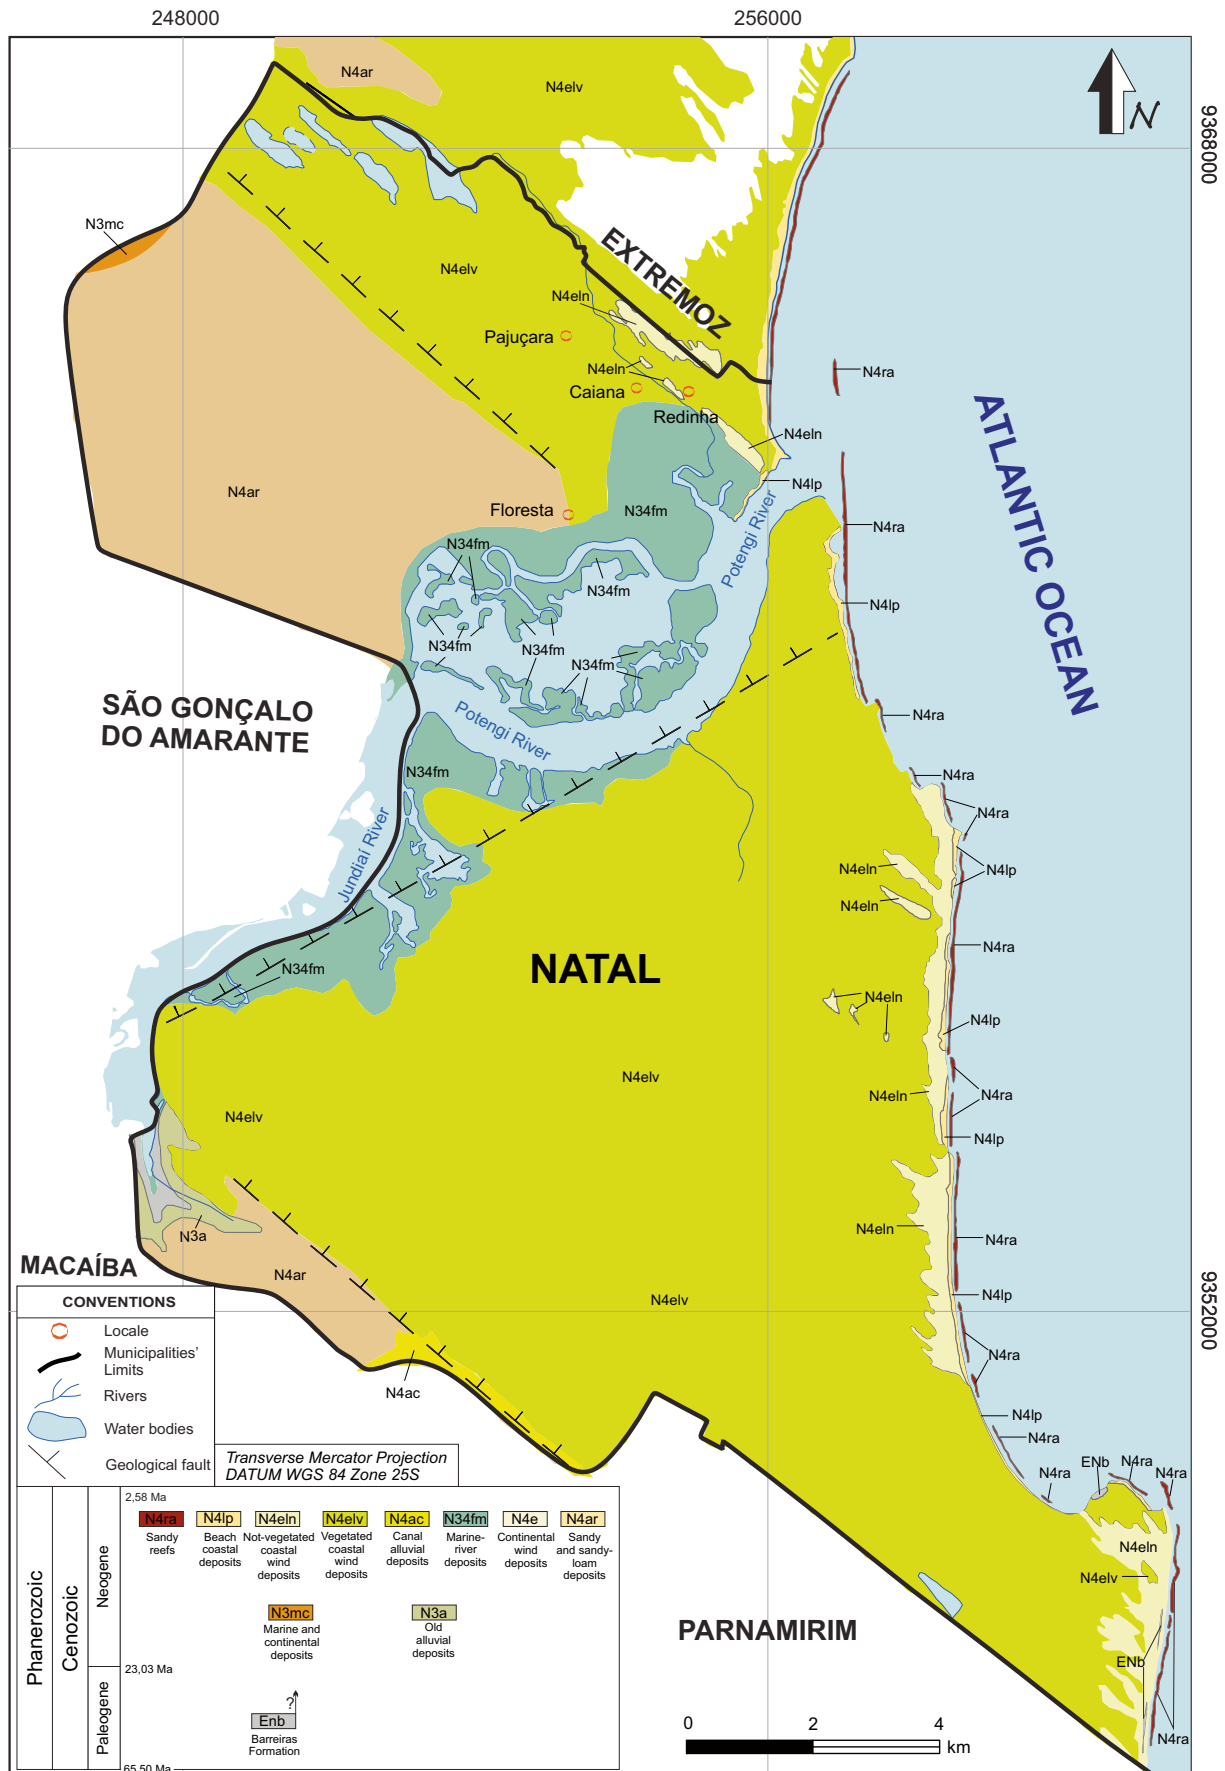 248000
256000
N4ar
N4elv
N
9368000
N3mc
N4elv
EXTREMOZ
N4eln
Pajuçara
N4eln
N4ra
Caiana
Redinha
N4eln
ATLANTIC OCEAN
N4ar
N4lp
Floresta
N34fm
Potengi River
N4ra
N34fm
N34fm
N4lp
N34fm
N34fm
N34fm
SÃO GONÇALO
DO AMARANTE
Potengi River
N4ra
N34fm
N4ra
N4ra
Jundiaí River
N4eln
N4lp
N4eln
N4ra
NATAL
N34fm
N4eln
N4lp
N4elv
N4eln
N4ra
N4elv
N4lp
N4eln
N3a
N4ra
MACAÍBA
N4ar
N4elv
N4lp
9352000
N4ra
N4ac
N4lp
N4ra
ENb
N4ra
N4ra
N4ra
N4eln
N4elv
PARNAMIRIM
ENb
N4ra
CONVENTIONS
Locale
Municipalities'
Limits
Rivers
Water bodies
Geological fault
Transverse Mercator Projection
DATUM WGS 84 Zone 25S
Phanerozoic
Cenozoic
Neogene
Paleogene
2,58 Ma
N4ra
Sandy
reefs
N4lp
Beach
coastal
deposits
N4eln
Not-vegetated
coastal
wind
deposits
N4elv
Vegetated
coastal
wind
deposits
N4ac
Canal
alluvial
deposits
N34fm
Marine-
river
deposits
N4e
Continental
wind
deposits
N4ar
Sandy
and sandy-
loam
deposits
N3mc
Marine and
continental
deposits
N3a
Old
alluvial
deposits
23,03 Ma
?
Enb
Barreiras
Formation
65,50 Ma
0
2
4
km